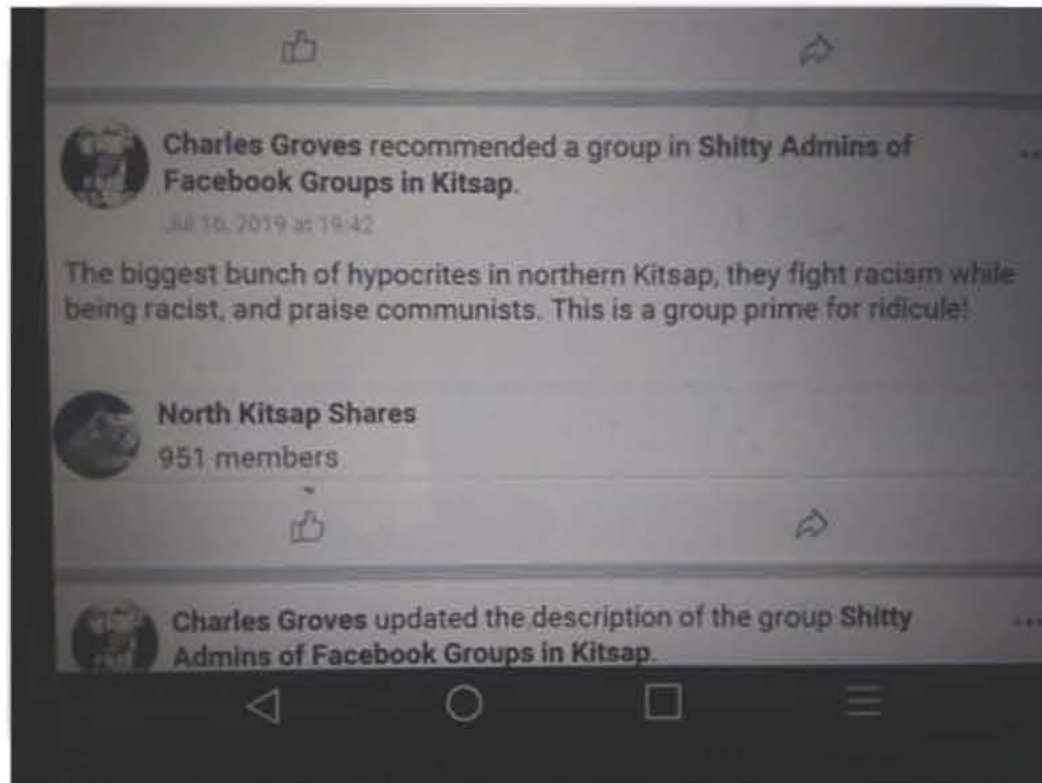 Charles Groves recommended a group in Shitty Admins of
Facebook Groups in Kitsap.
Jul 16, 2019 at 19:42
The biggest bunch of hypocrites in northern Kitsap, they fight racism while
being racist, and praise communists. This is a group prime for ridicule!
North Kitsap Shares
951 members
Charles Groves updated the description of the group Shitty
Admins of Facebook Groups in Kitsap.